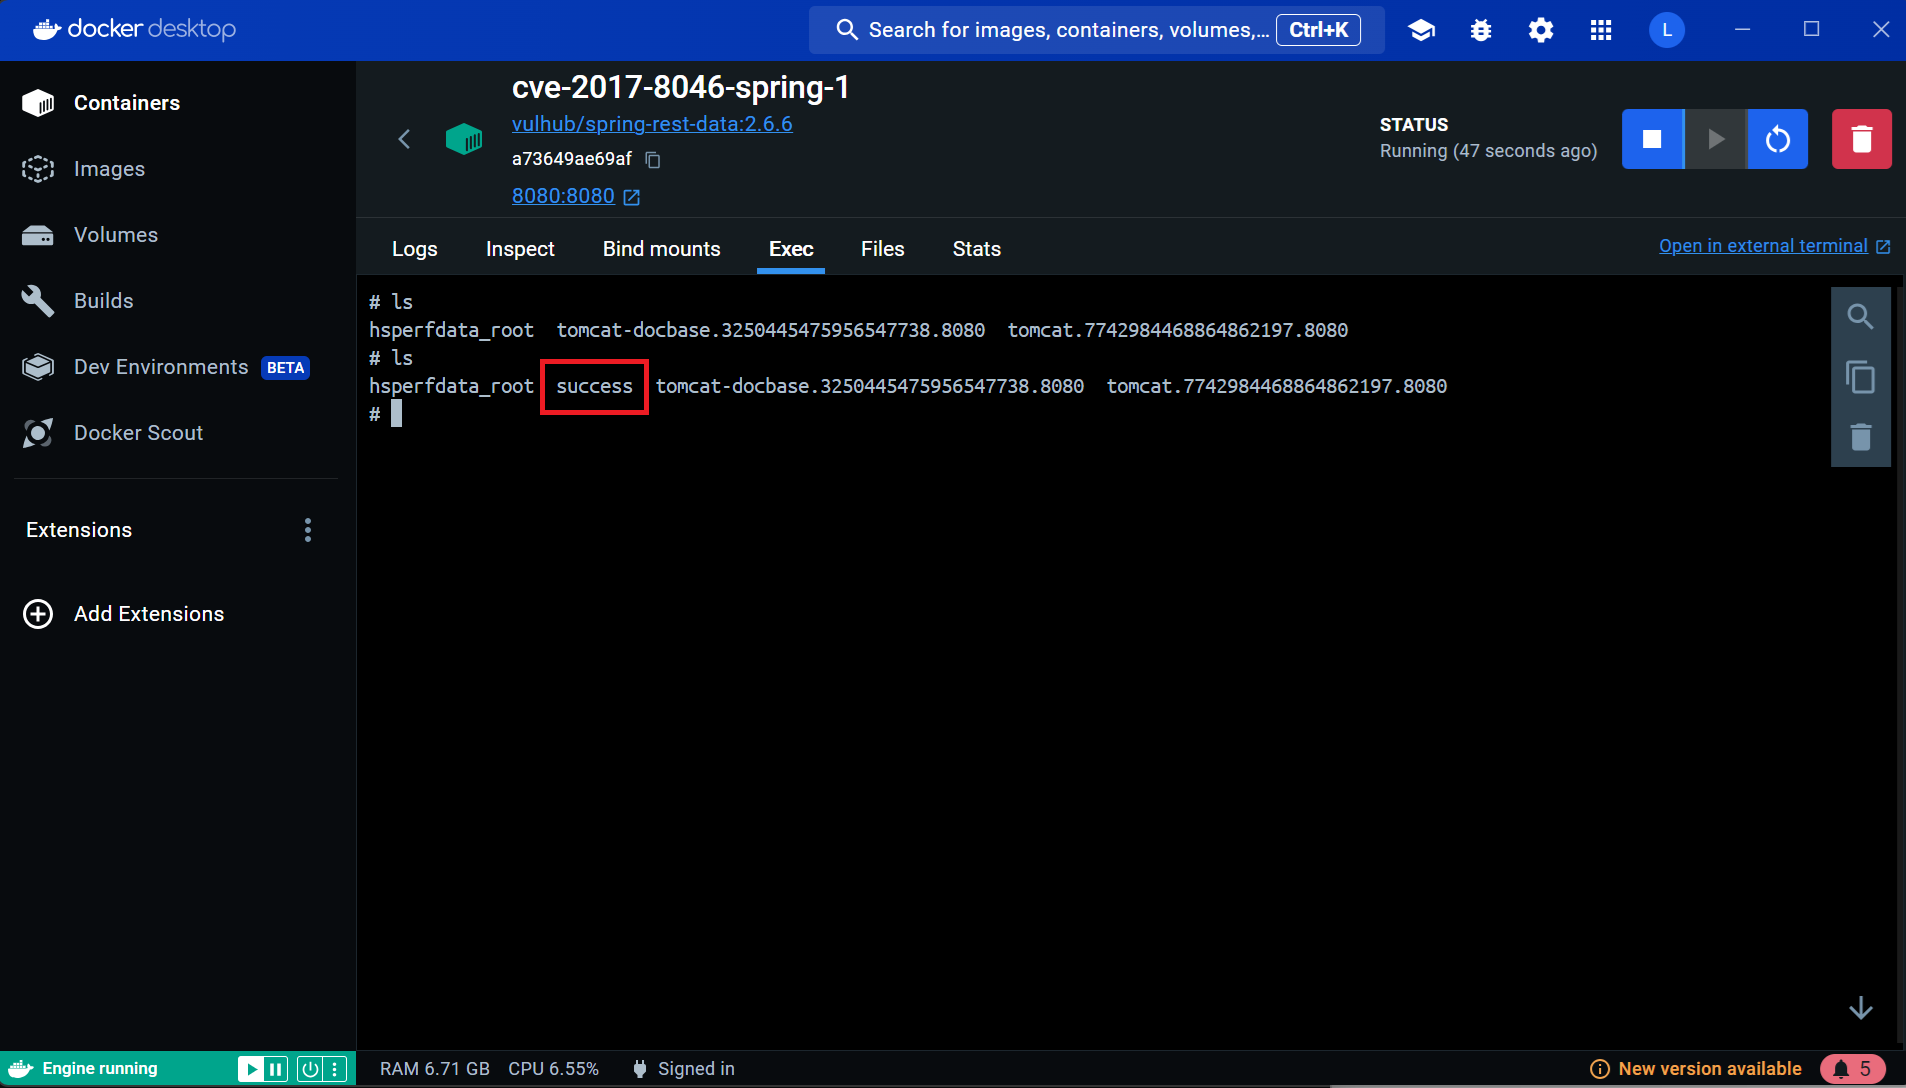 docker desktop
Search for images, containers, volumes,... Ctrl+K
L
Containers
Images
Volumes
Builds
Dev Environments BETA
Docker Scout
Extensions
Add Extensions
cve-2017-8046-spring-1
vulhub/spring-rest-data:2.6.6
a73649ae69af
8080:8080
STATUS
Running (47 seconds ago)
Logs Inspect Bind mounts Exec Files Stats
Open in external terminal
# ls
hsperfdata_root tomcat-docbase.3250445475956547738.8080 tomcat.7742984468864862197.8080
# ls
hsperfdata_root success tomcat-docbase.3250445475956547738.8080 tomcat.7742984468864862197.8080
#
Engine running
RAM 6.71 GB CPU 6.55% Signed in
New version available 5